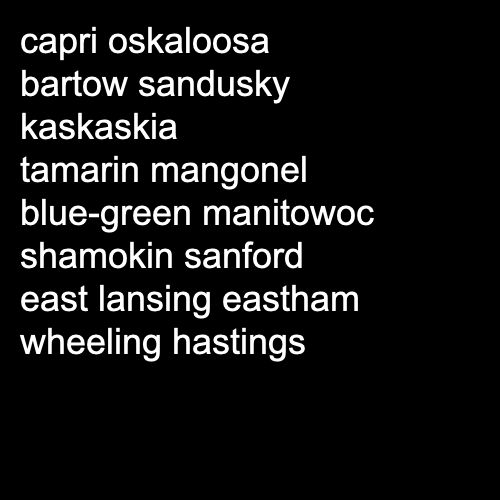 capri oskaloosa
bartow sandusky
kaskaskia
tamarin mangonel
blue-green manitowoc
shamokin sanford
east lansing eastham
wheeling hastings